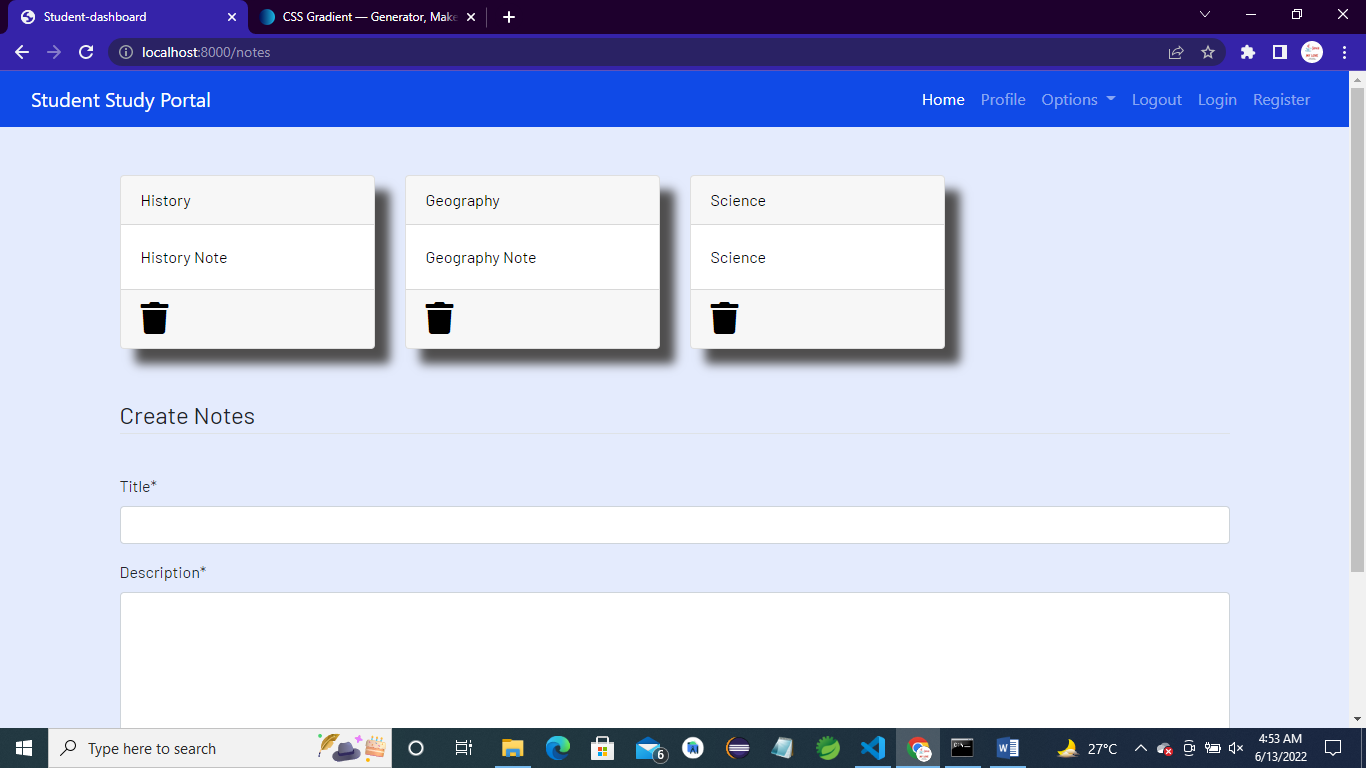 Student-dashboard
CSS Gradient — Generator, Make
localhost:8000/notes
Student Study Portal
Home Profile Options Logout Login Register
History Geography Science
History Note Geography Note Science
Create Notes
Title*
Description*
Type here to search
6
27°C
4:53 AM
6/13/2022